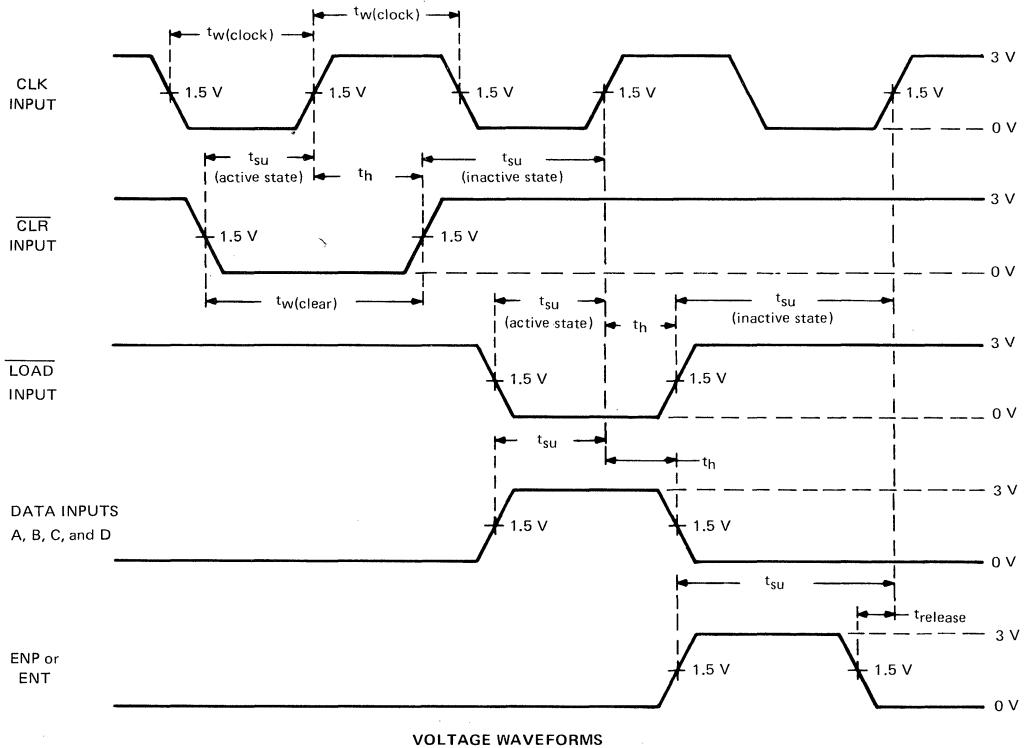 tw(clock)
tw(clock)
CLK
INPUT
1.5 V
1.5 V
1.5 V
1.5 V
1.5 V
3 V
0 V
tsu
(active state)
th
tsu
(inactive state)
CLR
INPUT
1.5 V
1.5 V
3 V
0 V
tw(clear)
tsu
(active state)
th
tsu
(inactive state)
LOAD
INPUT
1.5 V
1.5 V
3 V
0 V
tsu
th
DATA INPUTS
A, B, C, and D
1.5 V
1.5 V
3 V
0 V
tsu
trelease
ENP or
ENT
1.5 V
1.5 V
3 V
0 V
VOLTAGE WAVEFORMS